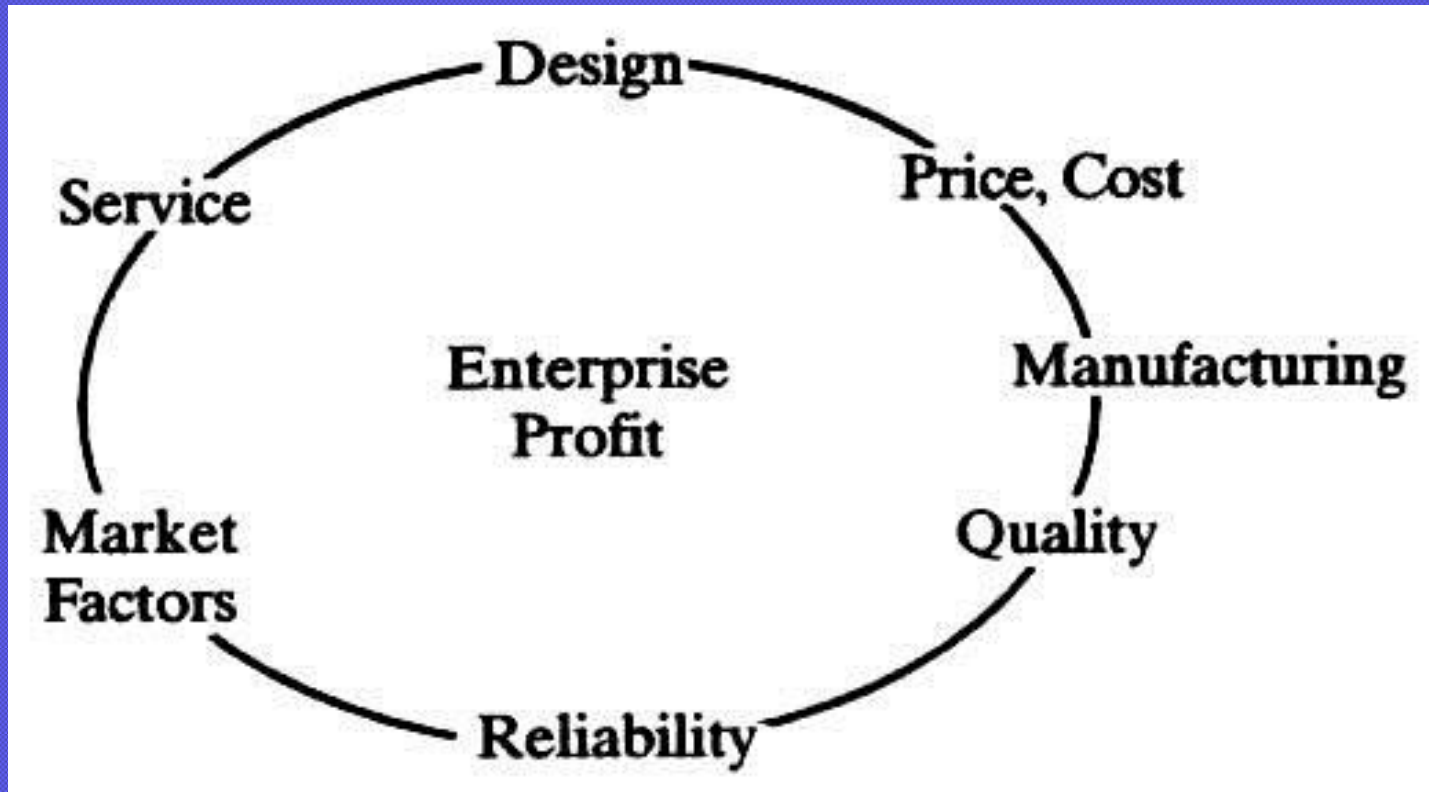 Design
Price, Cost
Service
Enterprise
Profit
Manufacturing
Market
Factors
Quality
Reliability